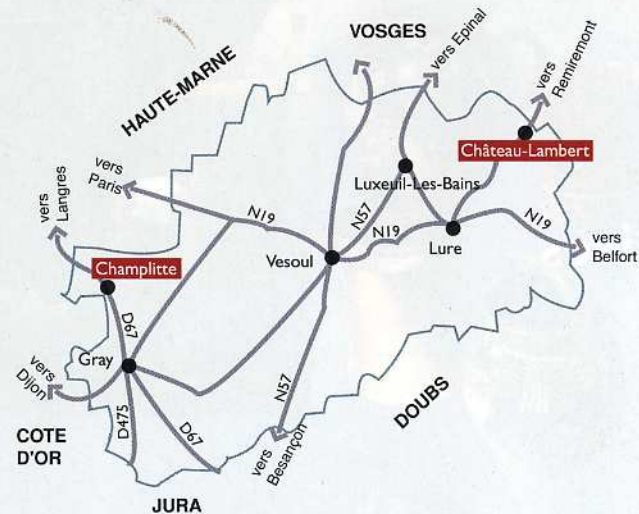 VOSGES
vers Epinal
vers
Remiremont
HAUTE-MARNE
Château-Lambert
vers
Paris
Luxeuil-Les-Bains
vers
Langres
N19
N57
N19
N19
Lure
vers
Belfort
Vesoul
Champlitte
D67
Gray
vers
Dijon
N57
DOUBS
D475
D67
COTE
D'OR
vers
Besançon
JURA